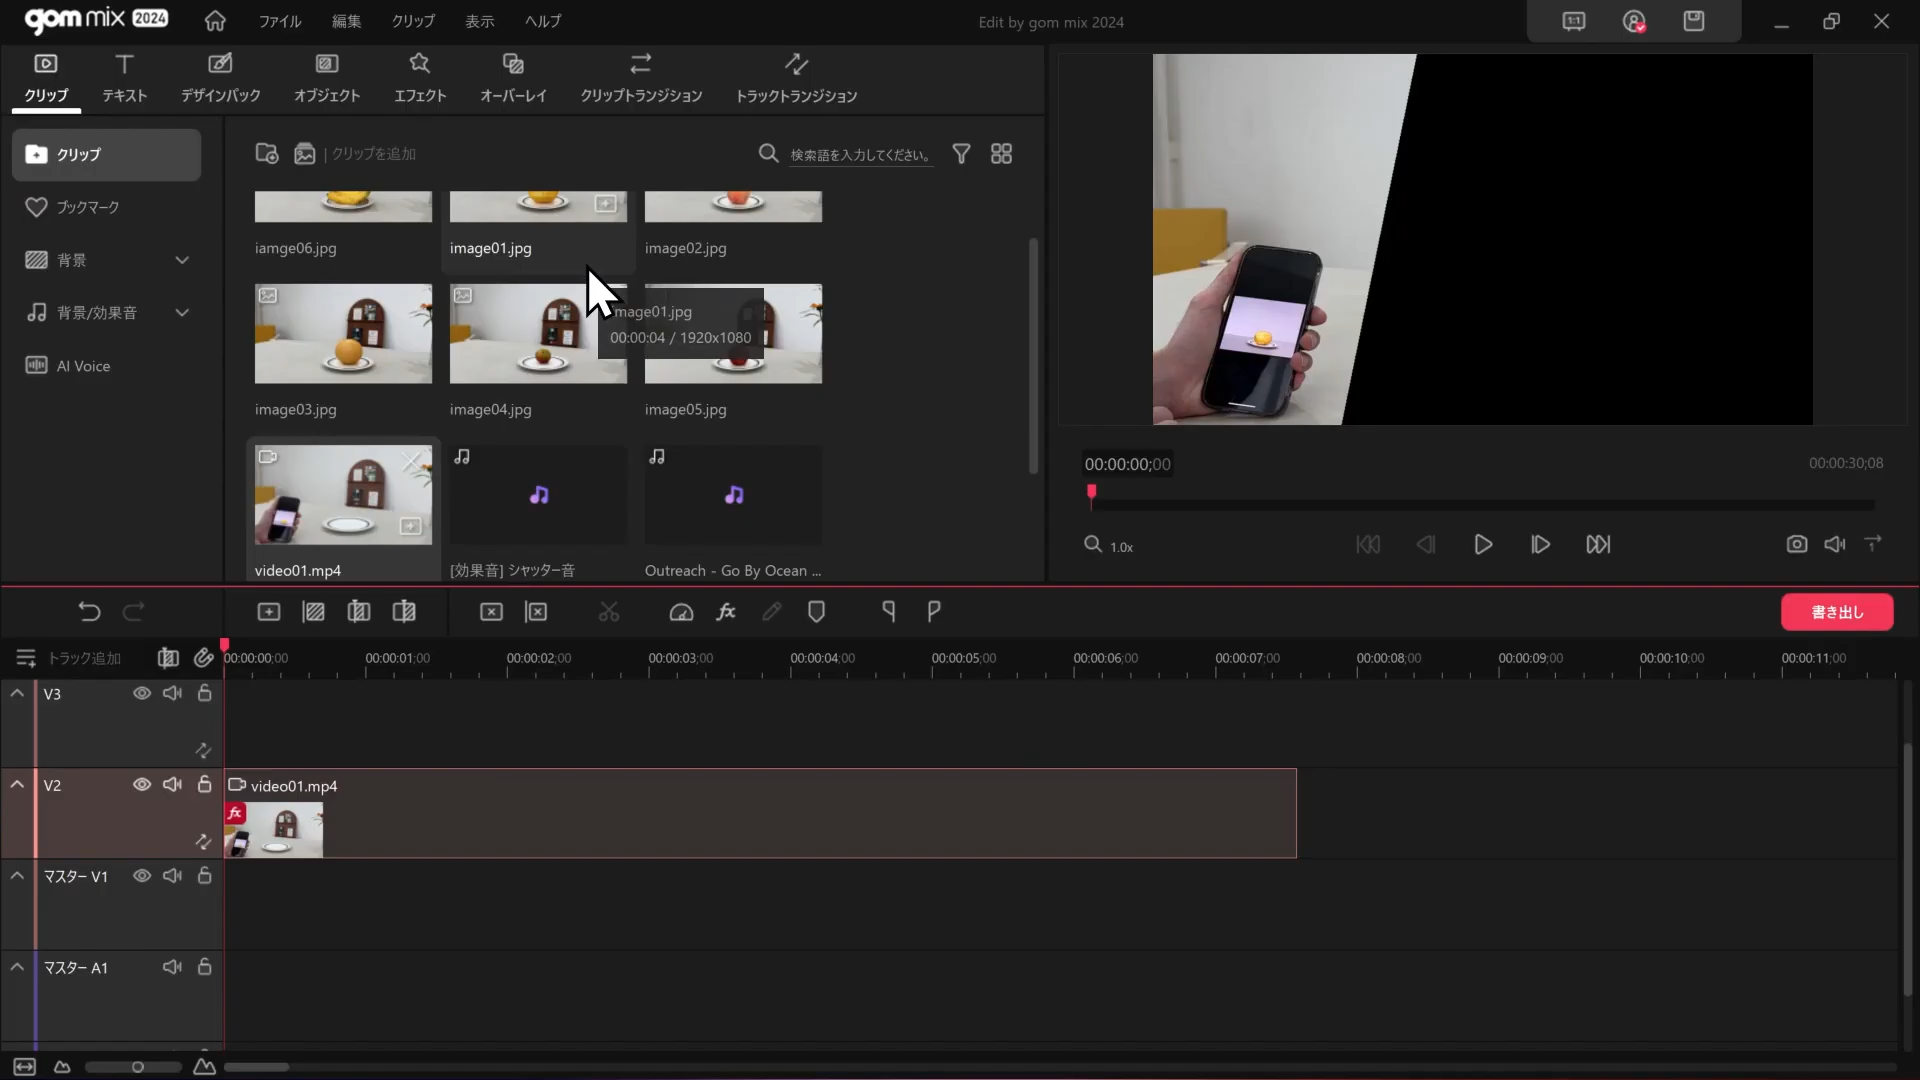 gom mix 2024
ファイル
編集
クリップ
表示
ヘルプ
Edit by gom mix 2024
1:1
クリップ
テキスト
デザインパック
オブジェクト
エフェクト
オーバーレイ
クリップトランジション
トラックトランジション
クリップ
ブックマーク
背景
背景/効果音
AI Voice
クリップを追加
検索語を入力してください。
iamge06.jpg
image01.jpg
image02.jpg
mage01.jpg
00:00:04 / 1920x1080
image03.jpg
image04.jpg
image05.jpg
video01.mp4
[効果音] シャッター音
Outreach - Go By Ocean ...
00:00:00;00
00:00:30;08
1.0x
fx
書き出し
トラック追加
00:00:00;00
00:00:01;00
00:00:02;00
00:00:03;00
00:00:04;00
00:00:05;00
00:00:06;00
00:00:07;00
00:00:08;00
00:00:09;00
00:00:10;00
00:00:11;00
V3
V2
video01.mp4
fx
マスター V1
マスター A1